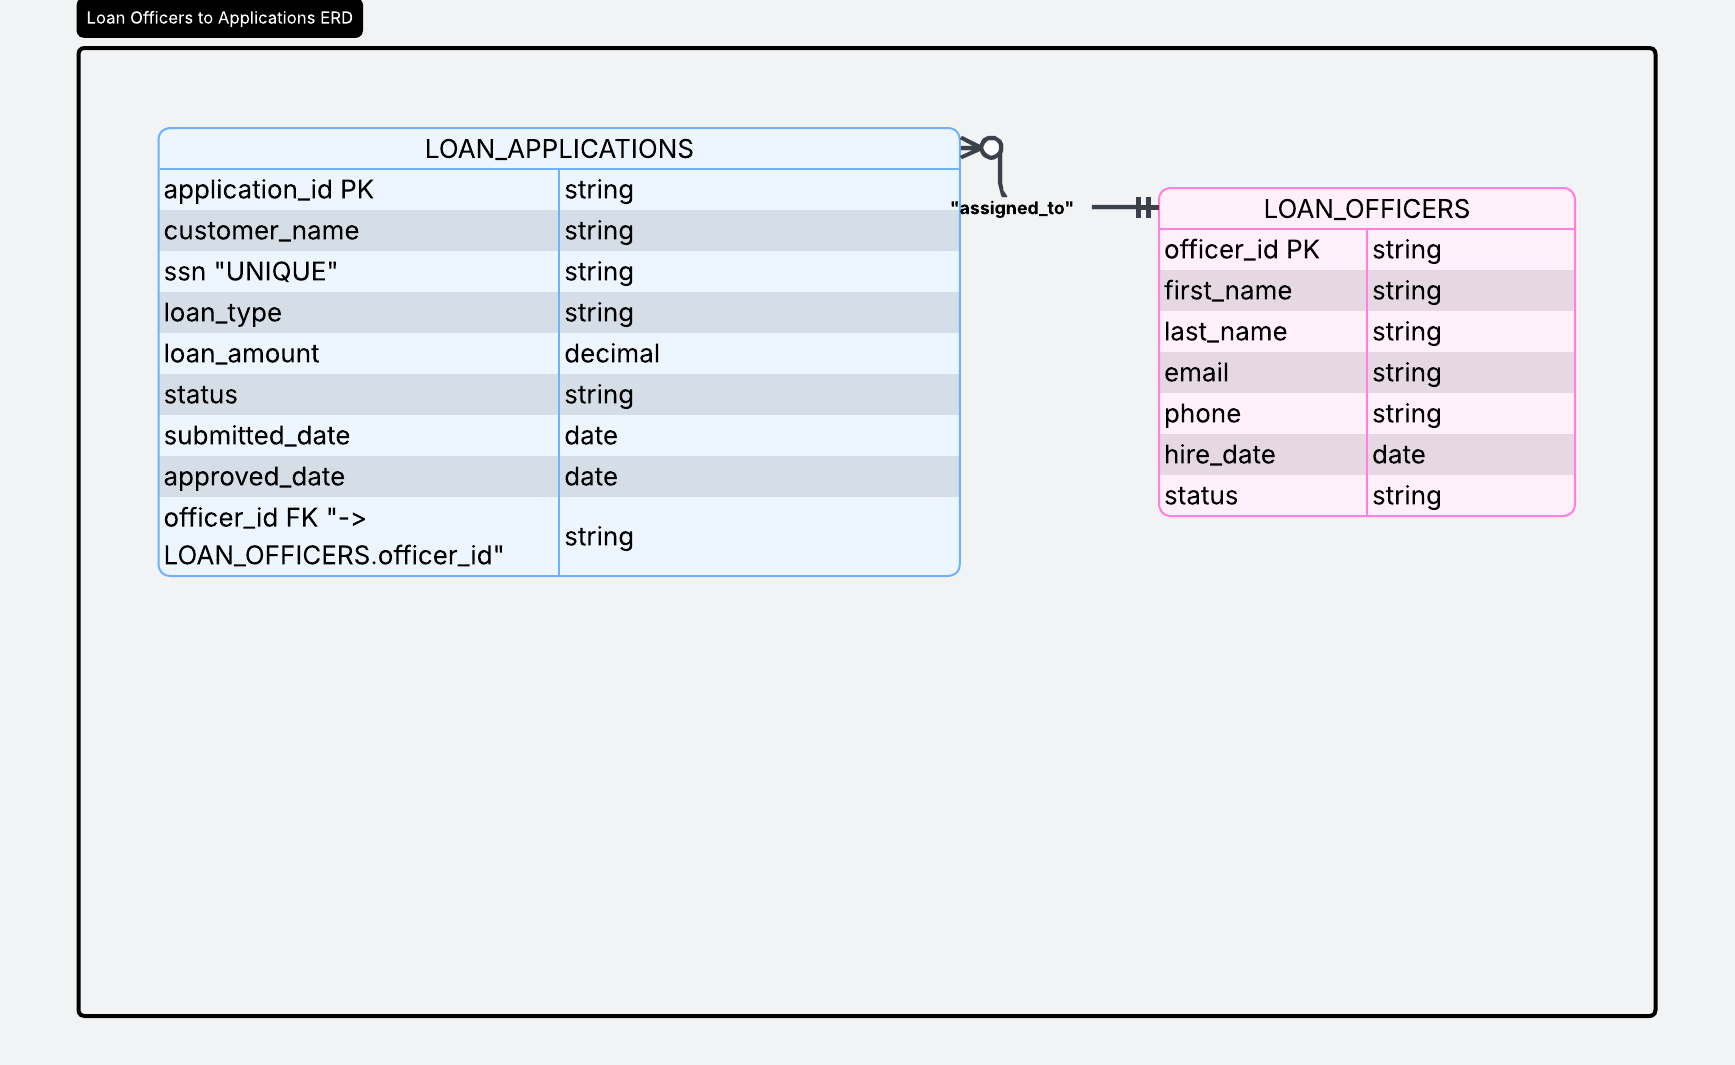 Loan Officers to Applications ERD
LOAN_APPLICATIONS
application_id PK string
customer_name string
ssn "UNIQUE" string
loan_type string
loan_amount decimal
status string
submitted_date date
approved_date date
officer_id FK "->
LOAN_OFFICERS.officer_id" string
"assigned_to"
LOAN_OFFICERS
officer_id PK string
first_name string
last_name string
email string
phone string
hire_date date
status string